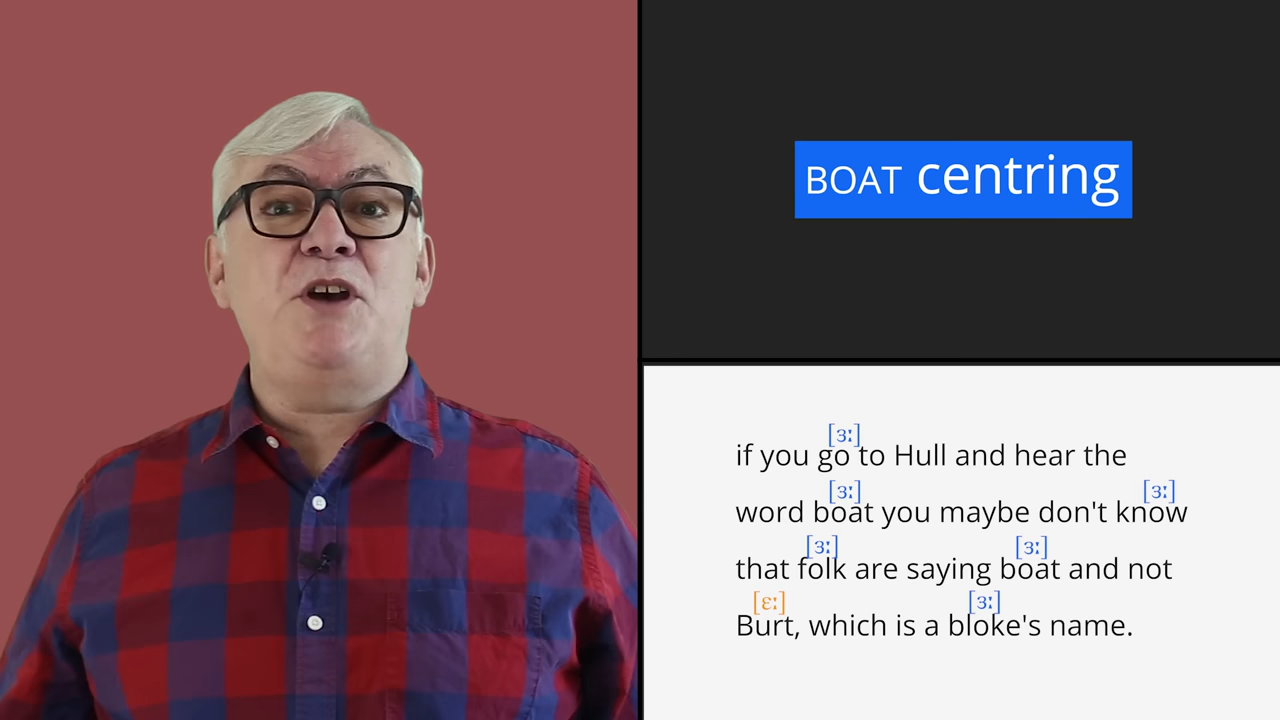 BOAT centring
[ɜː]
if you go to Hull and hear the
[ɜː] [ɜː]
word boat you maybe don't know
[ɜː] [ɜː]
that folk are saying boat and not
[ɛː] [ɜː]
Burt, which is a bloke's name.